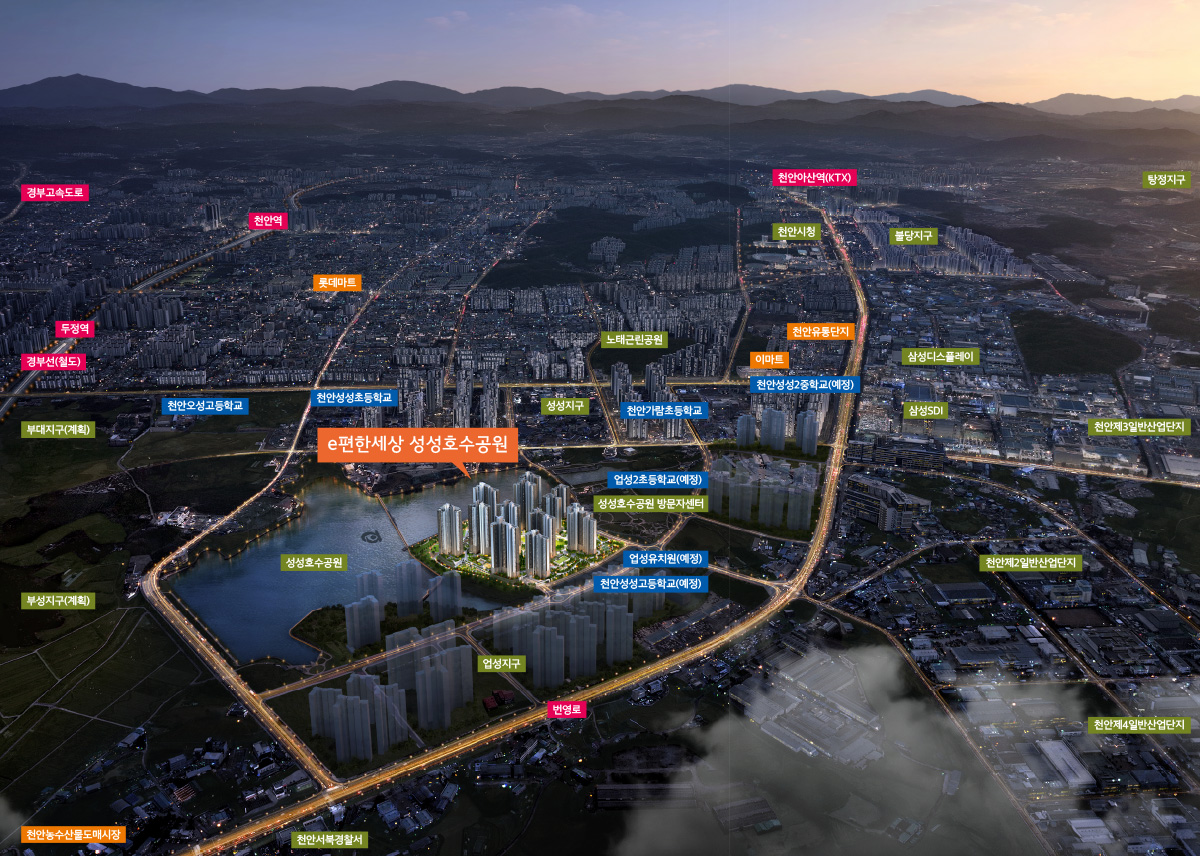 천안아산역(KTX)
탕정지구
경부고속도로
천안역
천안시청
불당지구
롯데마트
두정역
천안유통단지
노태근린공원
경부선(철도)
이마트
삼성디스플레이
천안성성2중학교(예정)
천안오성고등학교
천안성성초등학교
성성지구
천안가람초등학교
삼성SDI
부대지구(계획)
천안제3일반산업단지
e편한세상 성성호수공원
업성2초등학교(예정)
성성호수공원 방문자센터
성성호수공원
업성유치원(예정)
천안제2일반산업단지
천안성성고등학교(예정)
부성지구(계획)
업성지구
번영로
천안제4일반산업단지
천안농수산물도매시장
천안서북경찰서